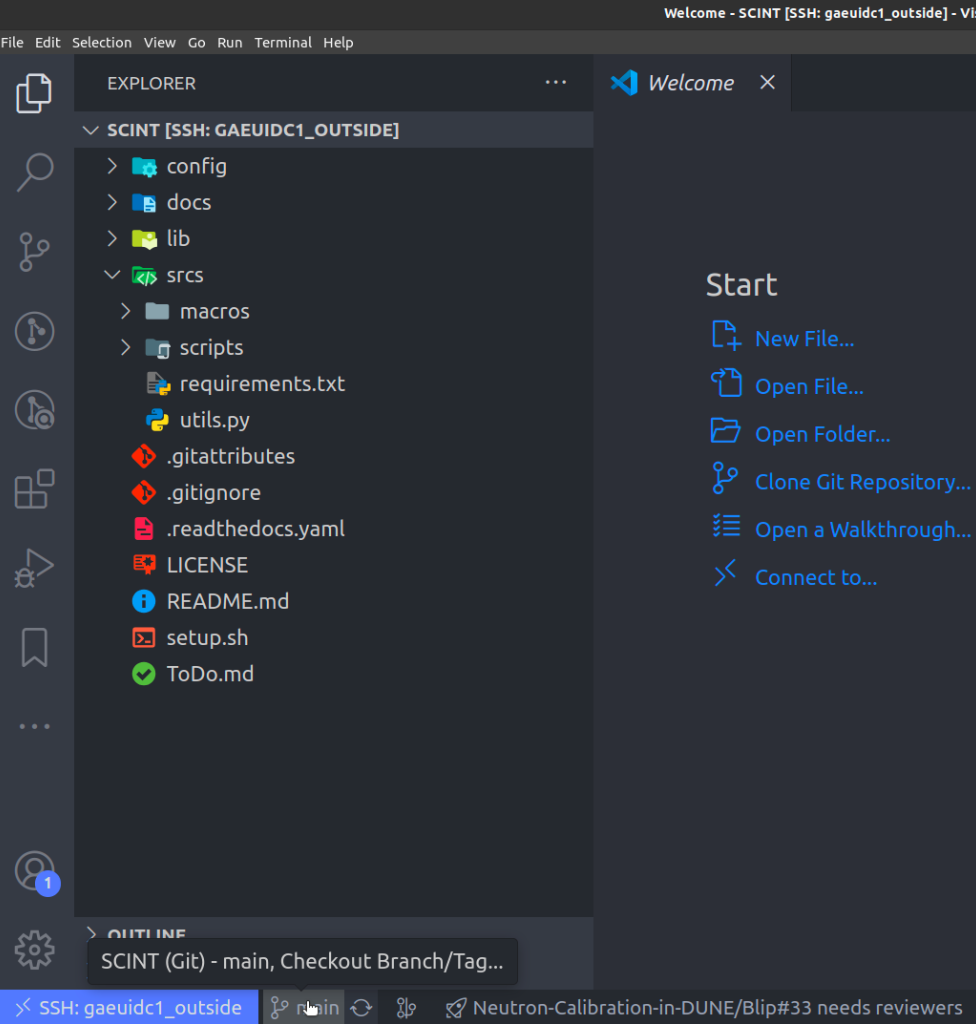 Welcome - SCINT [SSH: gaeuidc1_outside] - Vi
File Edit Selection View Go Run Terminal Help
EXPLORER
Welcome
SCINT [SSH: GAEUIDC1_OUTSIDE]
config
docs
lib
srcs
macros
scripts
requirements.txt
utils.py
.gitattributes
.gitignore
.readthedocs.yaml
LICENSE
README.md
setup.sh
ToDo.md
Start
New File...
Open File...
Open Folder...
Clone Git Repository...
Open a Walkthrough...
Connect to...
1
OUTLINE
SCINT (Git) - main, Checkout Branch/Tag...
SSH: gaeuidc1_outside main Neutron-Calibration-in-DUNE/Blip#33 needs reviewers